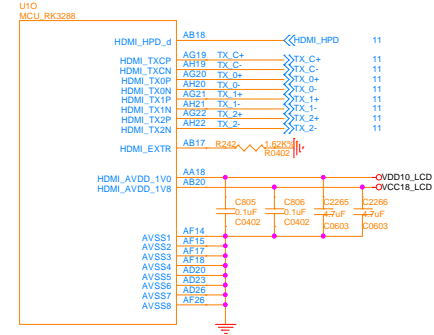 U1O
MCU_RK3288
HDMI_HPD_d AB18 HDMI_HPD 11
HDMI_TXCP AG19 TX_C+ TX_C+ 11
HDMI_TXCN AH19 TX_C- TX_C- 11
HDMI_TX0P AG20 TX_0+ TX_0+ 11
HDMI_TX0N AH20 TX_0- TX_0- 11
HDMI_TX1P AG21 TX_1+ TX_1+ 11
HDMI_TX1N AH21 TX_1- TX_1- 11
HDMI_TX2P AG22 TX_2+ TX_2+ 11
HDMI_TX2N AH22 TX_2- TX_2- 11
HDMI_EXTR AB17 R242 1.62K%
R0402
HDMI_AVDD_1V0 AA18 VDD10_LCD
HDMI_AVDD_1V8 AB20 VCC18_LCD
C805 C806 C2265 C2266
0.1uF 0.1uF 4.7uF 4.7uF
C0402 C0402 C0603 C0603
AVSS1 AF14
AVSS2 AF15
AVSS3 AF17
AVSS4 AF18
AVSS5 AD20
AVSS6 AD23
AVSS7 AD26
AVSS8 AF26